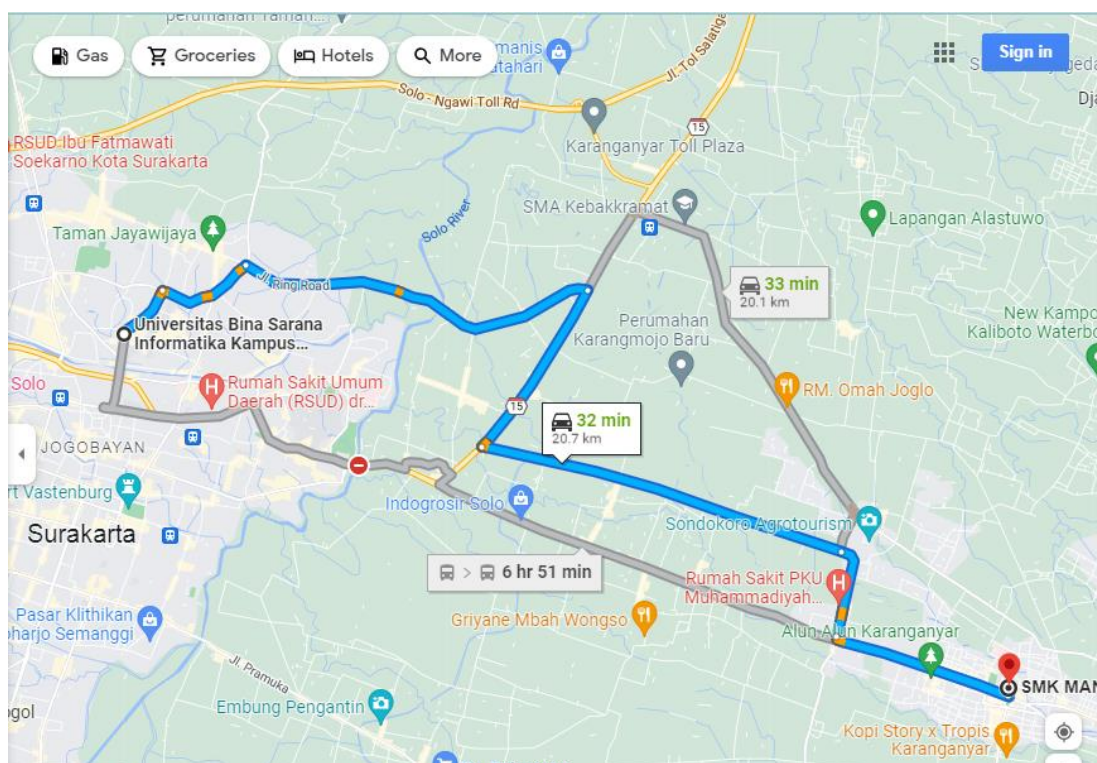 perumahan Taman...
Gas
Groceries
Hotels
More
Sign in
Solo - Ngawi Toll Rd
Jl. Tol Salatiga
15
Karanganyar Toll Plaza
RSUD Ibu Fatmawati
Soekarno Kota Surakarta
SMA Kebakkramat
Lapangan Alastuwo
Taman Jayawijaya
Solo River
Jl. Ring Road
33 min
20.1 km
Universitas Bina Sarana
Informatika Kampus...
Perumahan
Karangmojo Baru
New Kampo
Kaliboto Waterbo
Solo
Rumah Sakit Umum
Daerah (RSUD) dr...
RM. Omah Joglo
15
32 min
20.7 km
JOGOBAYAN
rt Vastenburg
Indogrosir Solo
Surakarta
Sondokoro Agrotourism
6 hr 51 min
Rumah Sakit PKU
Muhammadiyah...
Pasar Klithikan
oharjo Semanggi
Griyane Mbah Wongso
Alun Alun Karanganyar
Jl. Pramuka
SMK MAN
Embung Pengantin
ogol
Kopi Story x Tropis
Karanganyar